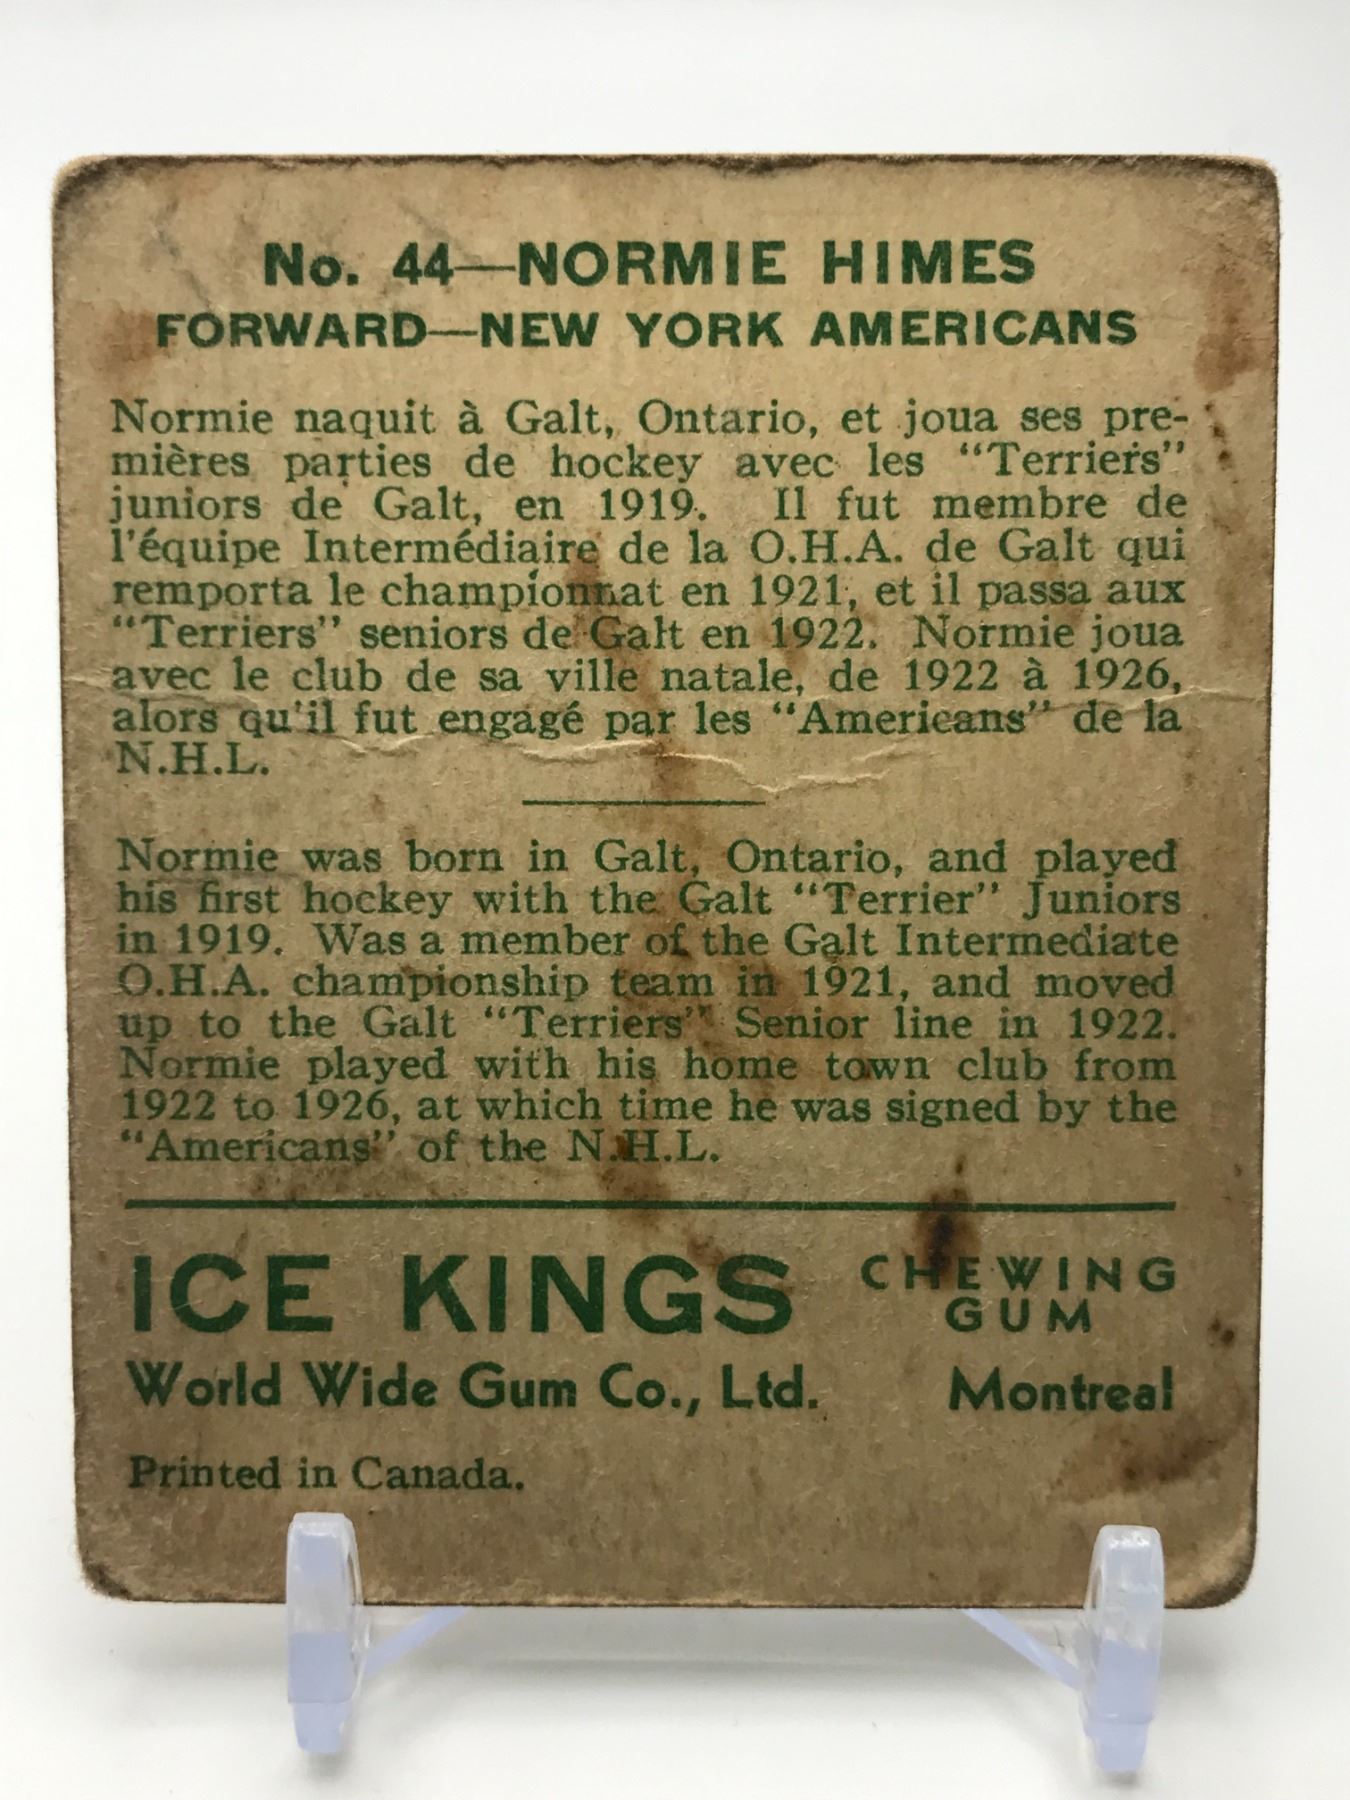 No. 44—NORMIE HIMES
FORWARD—NEW YORK AMERICANS
Normie naquit à Galt, Ontario, et joua ses pre-
mières parties de hockey avec les “Terriers”
juniors de Galt, en 1919. Il fut membre de
l'équipe Intermédiaire de la O.H.A. de Galt qui
remporta le championnat en 1921, et il passa aux
“Terriers” seniors de Galt en 1922. Normie joua
avec le club de sa ville natale, de 1922 à 1926,
alors qu'il fut engagé par les “Americans” de la
N.H.L.
Normie was born in Galt, Ontario, and played
his first hockey with the Galt “Terrier” Juniors
in 1919. Was a member of the Galt Intermediate
O.H.A. championship team in 1921, and moved
up to the Galt “Terriers” Senior line in 1922.
Normie played with his home town club from
1922 to 1926, at which time he was signed by the
“Americans” of the N.H.L.
ICE KINGS CHEWING
GUM
World Wide Gum Co., Ltd. Montreal
Printed in Canada.